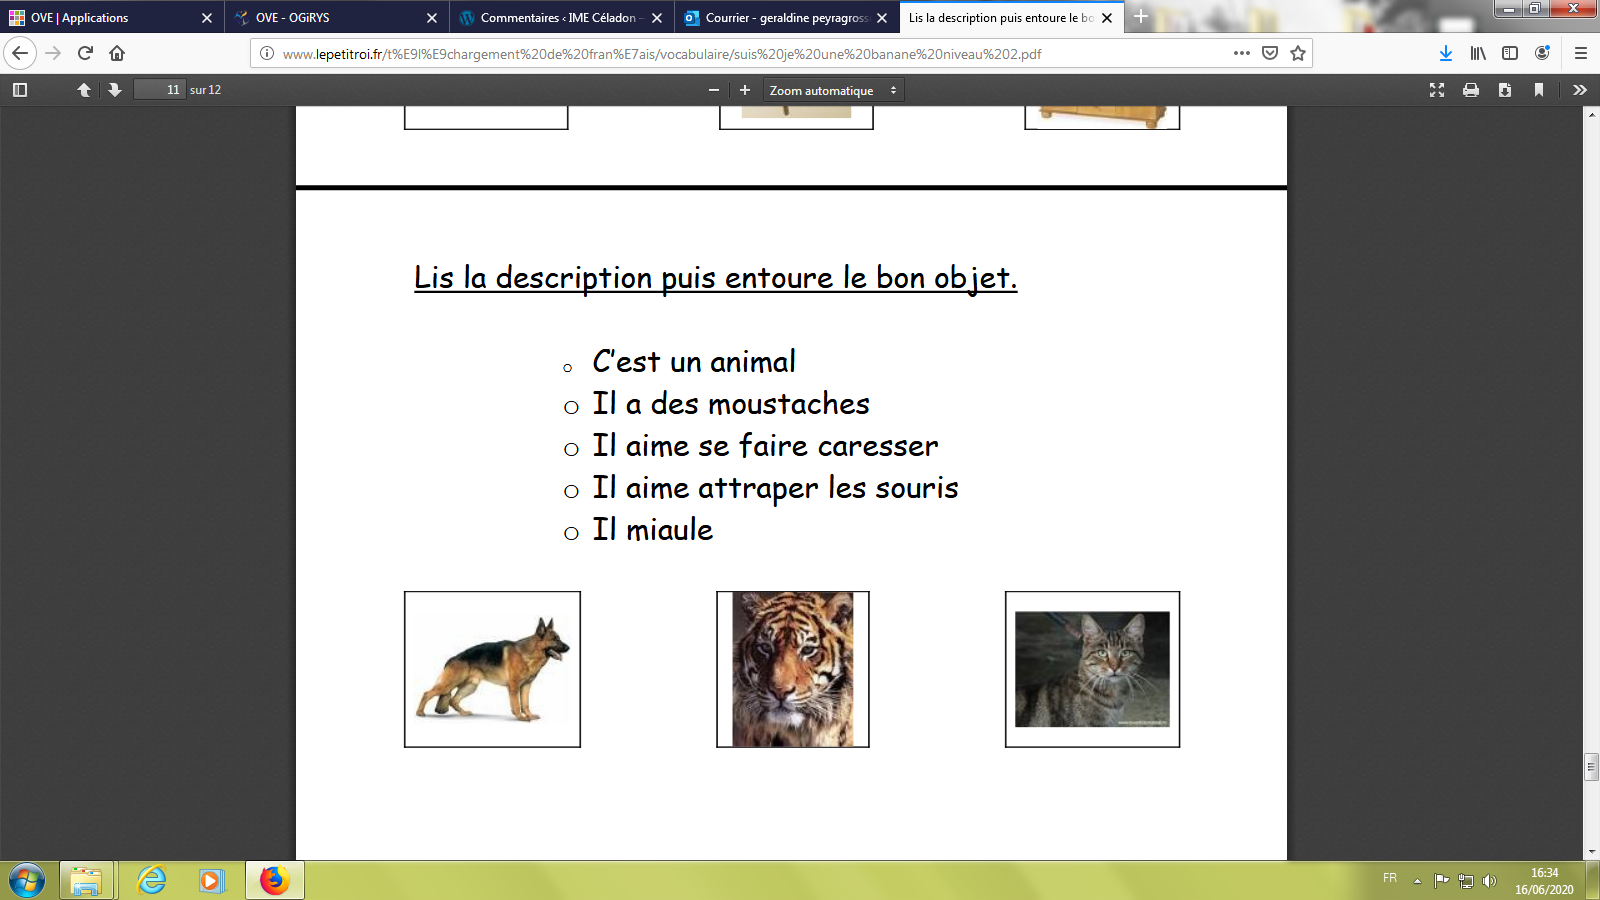 OVE | Applications
OVE - OGiRYS
Commentaires ‹ IME Céladon —
Courrier - geraldine peyragross
Lis la description puis entoure le bo
www.lepetitroi.fr/t%E9l%E9chargement%20de%20fran%E7ais/vocabulaire/suis%20je%20une%20banane%20niveau%202.pdf
11 sur 12
Zoom automatique
Lis la description puis entoure le bon objet.
C'est un animal
Il a des moustaches
Il aime se faire caresser
Il aime attraper les souris
Il miaule
FR
16:34
16/06/2020